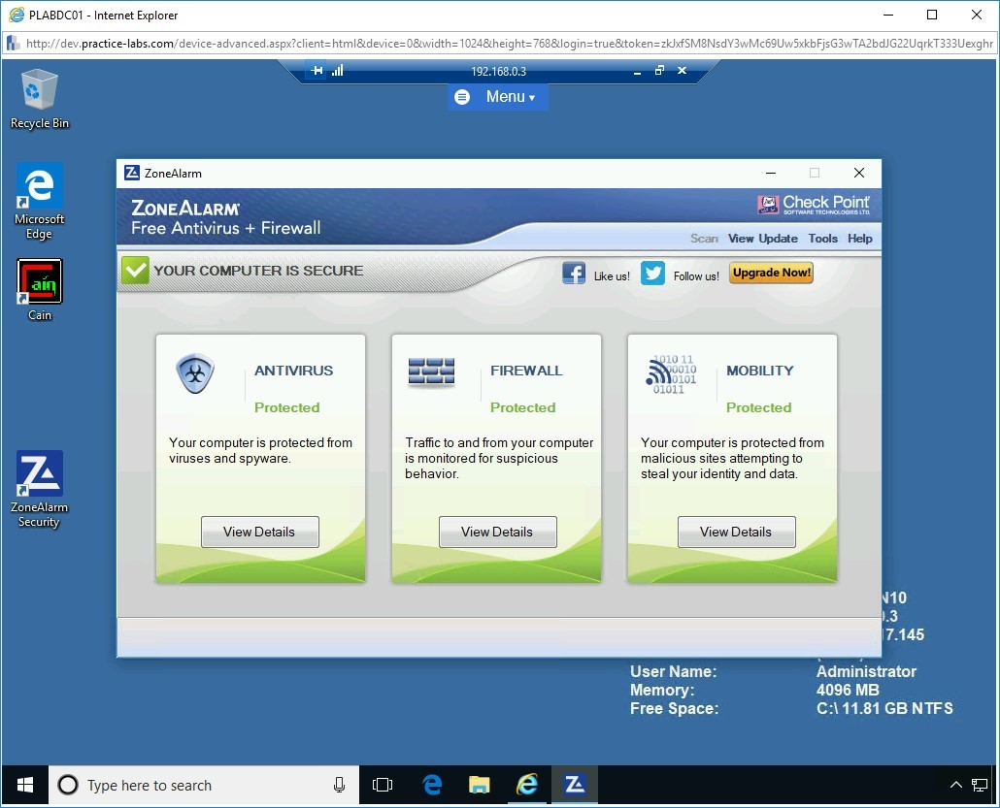 PLABDC01 - Internet Explorer
http://dev.practice-labs.com/device-advanced.aspx?client=html&device=0&width=1024&height=768&login=true&token=zkJxfSM8NsdY3wMc69Uw5xkbFjsG3wTA2bdJG22UqrkT333Uexghr
192.168.0.3
Menu
Recycle Bin
Microsoft
Edge
Cain
ZoneAlarm
Security
ZoneAlarm
ZONEALARM
Free Antivirus + Firewall
Check Point
SOFTWARE TECHNOLOGIES LTD.
Scan View Update Tools Help
YOUR COMPUTER IS SECURE
Like us! Follow us! Upgrade Now!
ANTIVIRUS
Protected
Your computer is protected from
viruses and spyware.
View Details
FIREWALL
Protected
Traffic to and from your computer
is monitored for suspicious
behavior.
View Details
1010 11
0000010
0101
01011
MOBILITY
Protected
Your computer is protected from
malicious sites attempting to
steal your identity and data.
View Details
N10
0.3
17.145
User Name: Administrator
Memory: 4096 MB
Free Space: C:\ 11.81 GB NTFS
Type here to search